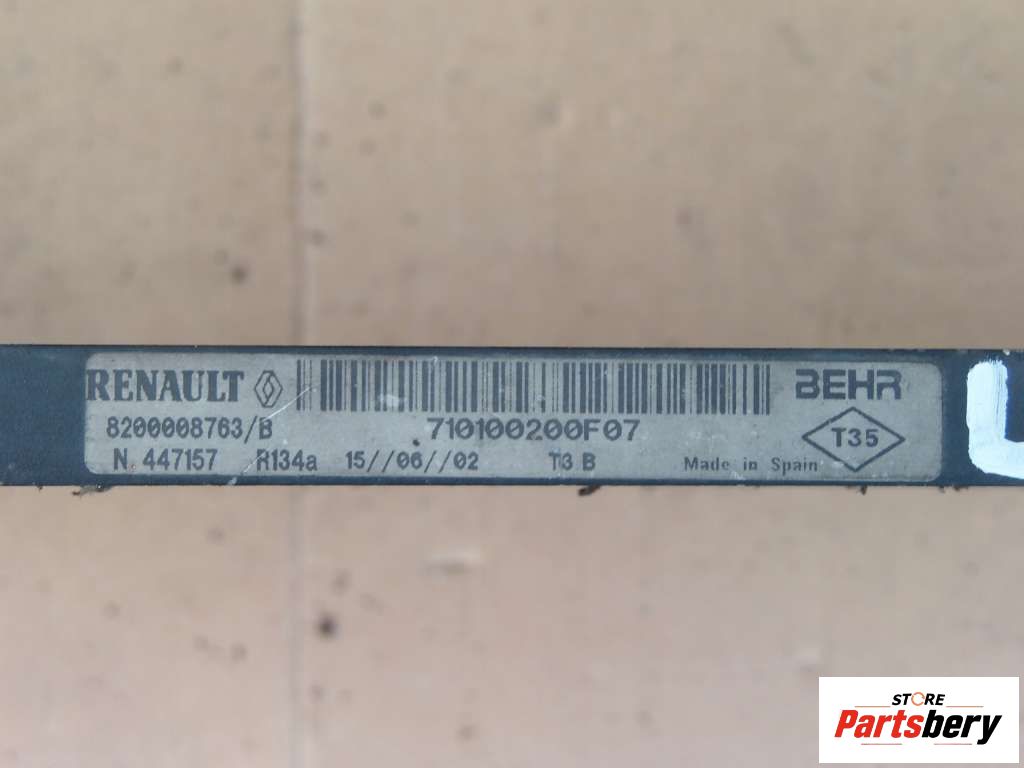 RENAULT BEHR
8200008763/B 710100200F07 T35
N. 447157 R134a 15//06//02 T3 B Made in Spain
STORE
Partsbery